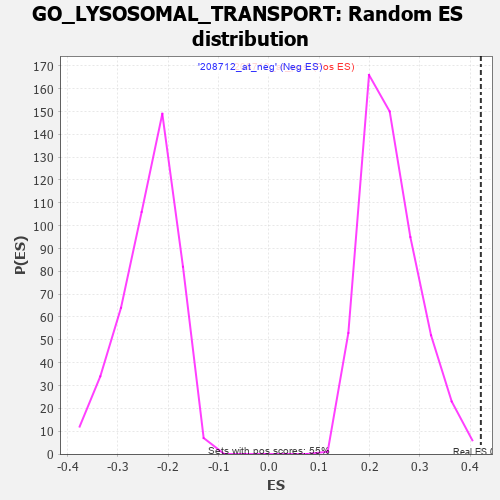 GO_LYSOSOMAL_TRANSPORT: Random ES
distribution
'208712_at_neg' (Neg ES) os ES)
170
160
150
140
130
120
110
100
90
80
70
60
50
40
30
20
10
0
P(ES)
Sets with pos scores: 55%
Real ES
-0.4 -0.3 -0.2 -0.1 0.0 0.1 0.2 0.3 0.4
ES